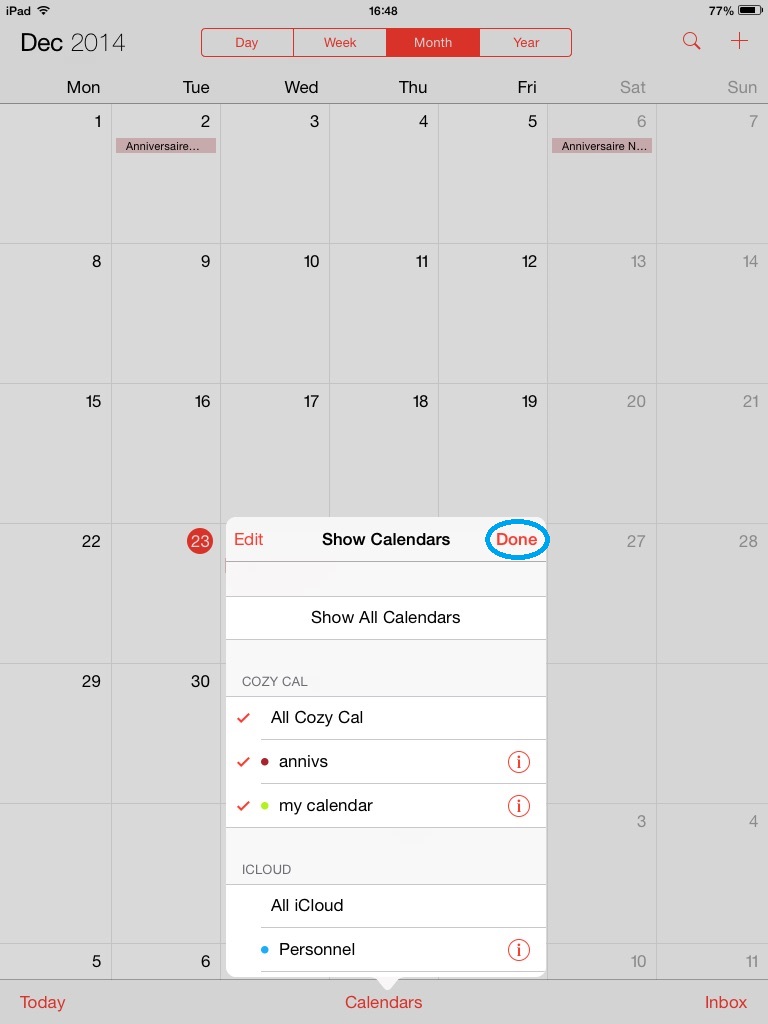 iPad 16:48 77%
Dec 2014 Day Week Month Year
Mon Tue Wed Thu Fri Sat Sun
1 2 3 4 5 6 7
Anniversaire… Anniversaire N…
8 9 10 11 12 13 14
15 16 17 18 19 20 21
22 23 27 28
Edit Show Calendars Done
Show All Calendars
29 30
COZY CAL
All Cozy Cal
annivs
my calendar
3 4
ICLOUD
All iCloud
Personnel
5 6 10 11
Today Calendars Inbox